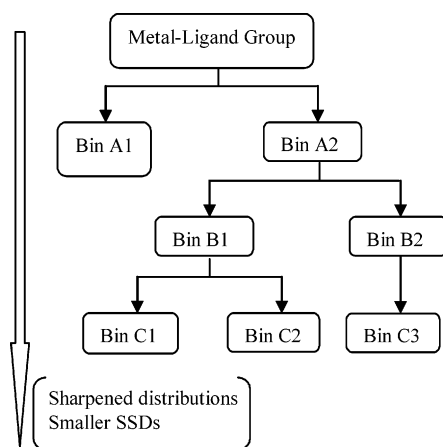 Metal-Ligand Group
Bin A1
Bin A2
Bin B1
Bin B2
Bin C1
Bin C2
Bin C3
Sharpened distributions
Smaller SSDs